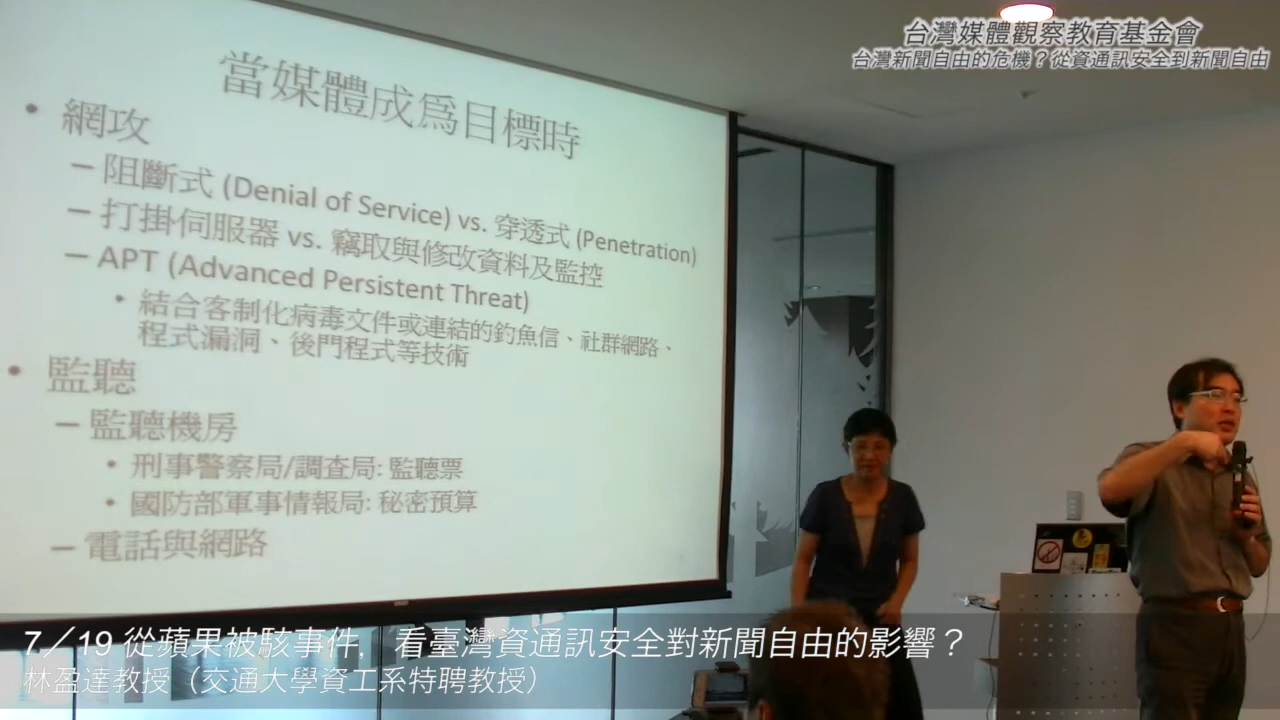 台灣媒體觀察教育基金會
台灣新聞自由的危機？從資通訊安全到新聞自由
當媒體成為目標時
• 網攻
– 阻斷式 (Denial of Service) vs. 穿透式 (Penetration)
– 打掛伺服器 vs. 竊取與修改資料及監控
– APT (Advanced Persistent Threat)
• 結合客制化病毒文件或連結的釣魚信、社群網路、
程式漏洞、後門程式等技術
• 監聽
– 監聽機房
• 刑事警察局/調查局: 監聽票
• 國防部軍事情報局: 秘密預算
– 電話與網路
7／19 從蘋果被駭事件，看臺灣資通訊安全對新聞自由的影響？
林盈達教授（交通大學資工系特聘教授）